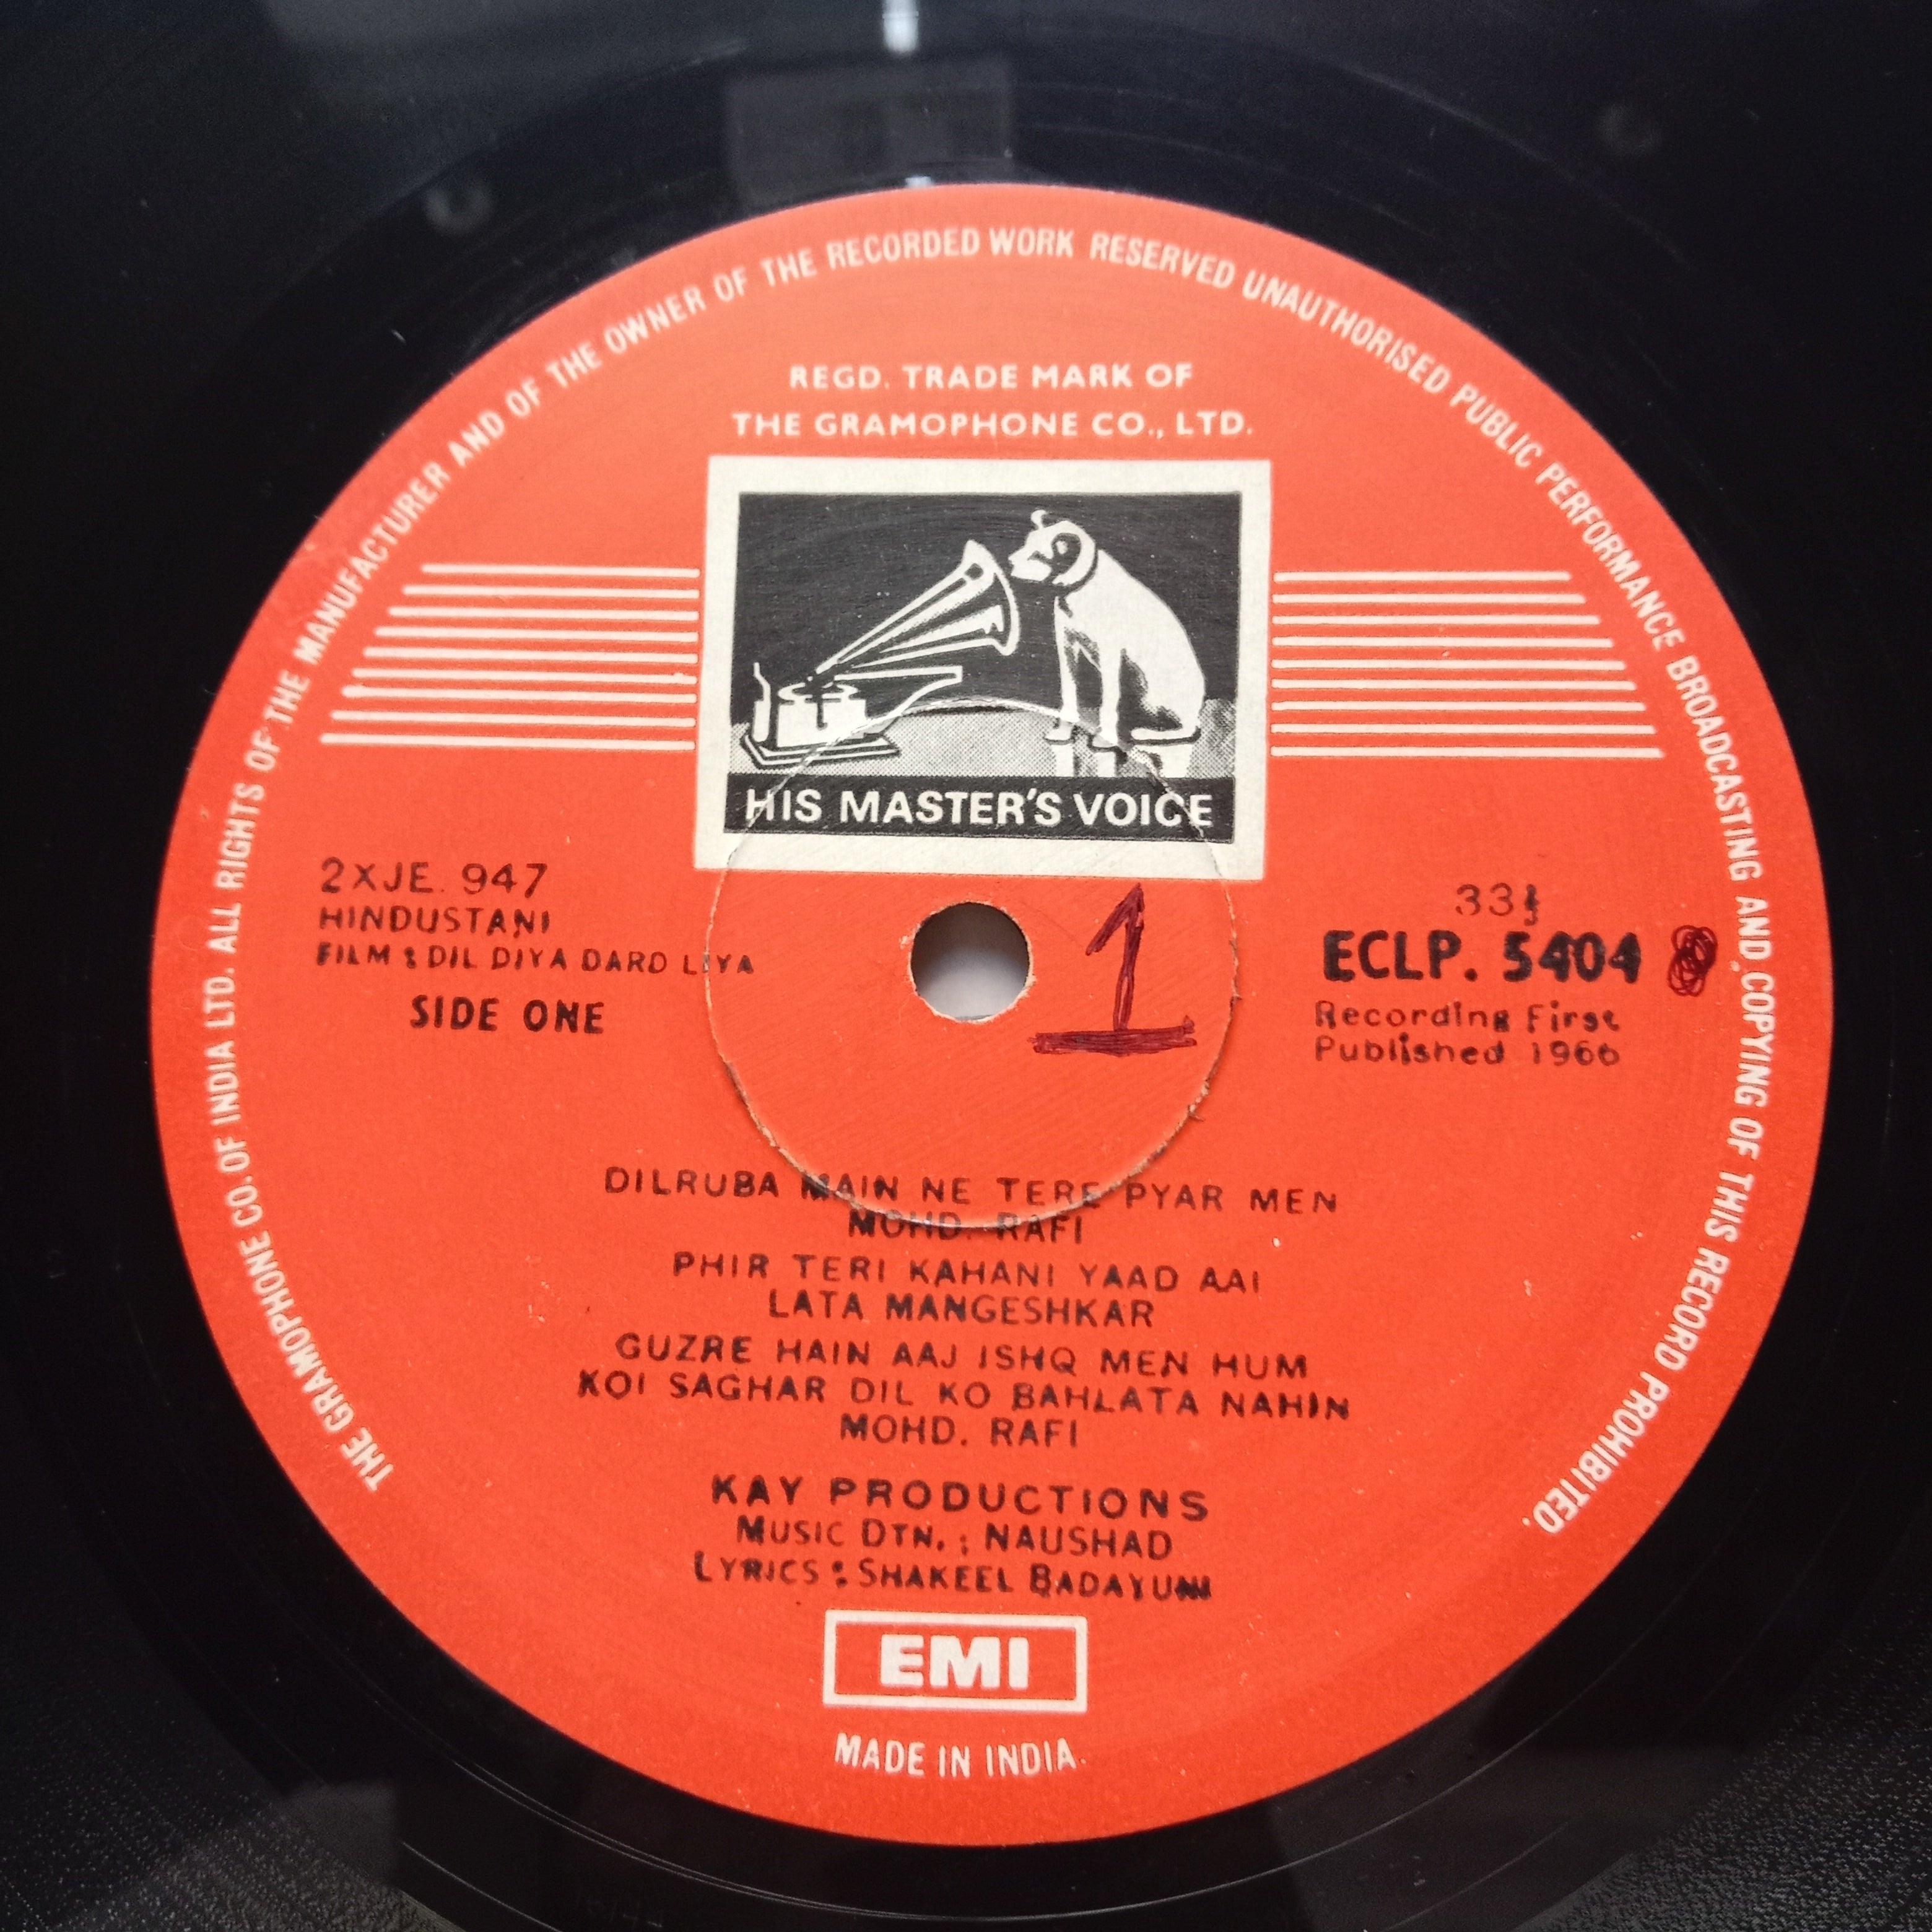 THE GRAMOPHONE CO. OF INDIA LTD. ALL RIGHTS OF THE MANUFACTURER AND OF THE OWNER OF THE RECORDED WORK RESERVED UNAUTHORISED PUBLIC PERFORMANCE BROADCASTING AND COPYING OF THIS RECORD PROHIBITED.
REGD. TRADE MARK OF
THE GRAMOPHONE CO., LTD.
HIS MASTER'S VOICE
2XJE. 947
HINDUSTANI
FILM : DIL DIYA DARD LIYA
SIDE ONE
1
33⅓
ECLP. 5404
Recording First
Published 1966
DILRUBA MAIN NE TERE PYAR MEN
MOHD. RAFI
PHIR TERI KAHANI YAAD AAI
LATA MANGESHKAR
GUZRE HAIN AAJ ISHQ MEN HUM
KOI SAGHAR DIL KO BAHLATA NAHIN
MOHD. RAFI
KAY PRODUCTIONS
MUSIC DTN. : NAUSHAD
LYRICS : SHAKEEL BADAYUNI
EMI
MADE IN INDIA.